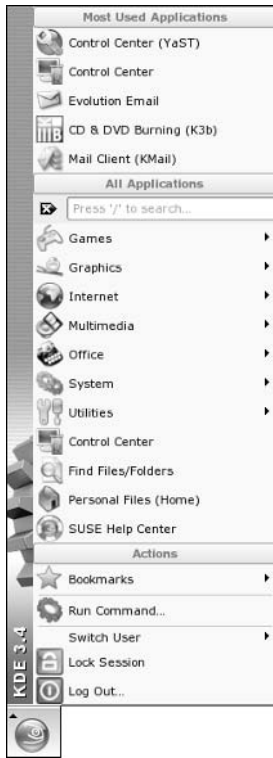 Most Used Applications
Control Center (YaST)
Control Center
Evolution Email
CD & DVD Burning (K3b)
Mail Client (KMail)
All Applications
Press '/' to search...
Games
Graphics
Internet
Multimedia
Office
System
Utilities
Control Center
Find Files/Folders
Personal Files (Home)
SUSE Help Center
Actions
Bookmarks
Run Command...
Switch User
Lock Session
Log Out...
KDE 3.4